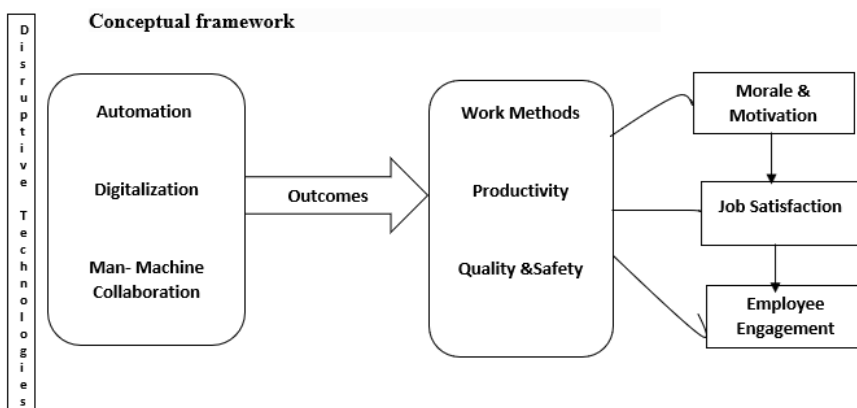 Conceptual framework
Disruptive Technologies
Automation
Digitalization
Man- Machine
Collaboration
Outcomes
Work Methods
Productivity
Quality &Safety
Morale &
Motivation
Job Satisfaction
Employee
Engagement